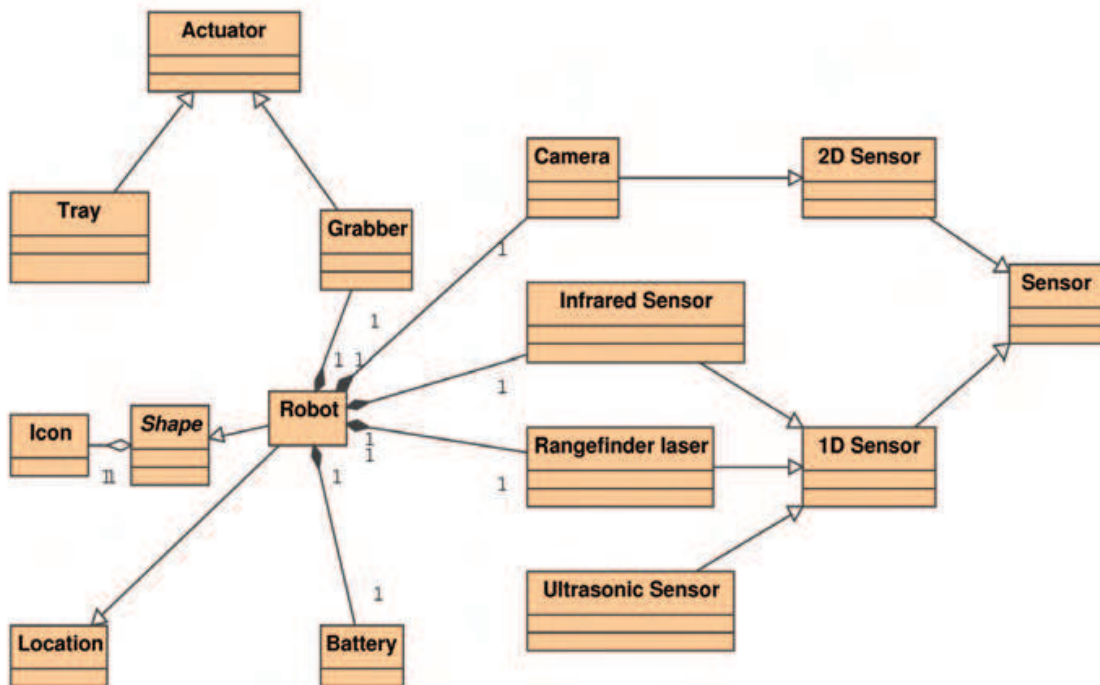 Actuator
Camera
2D Sensor
Tray
Grabber
1
Infrared Sensor
Sensor
1
1 1
1
Robot
Icon
Shape
1
Rangefinder laser
1D Sensor
1
11
1
1
Ultrasonic Sensor
1
Location
Battery